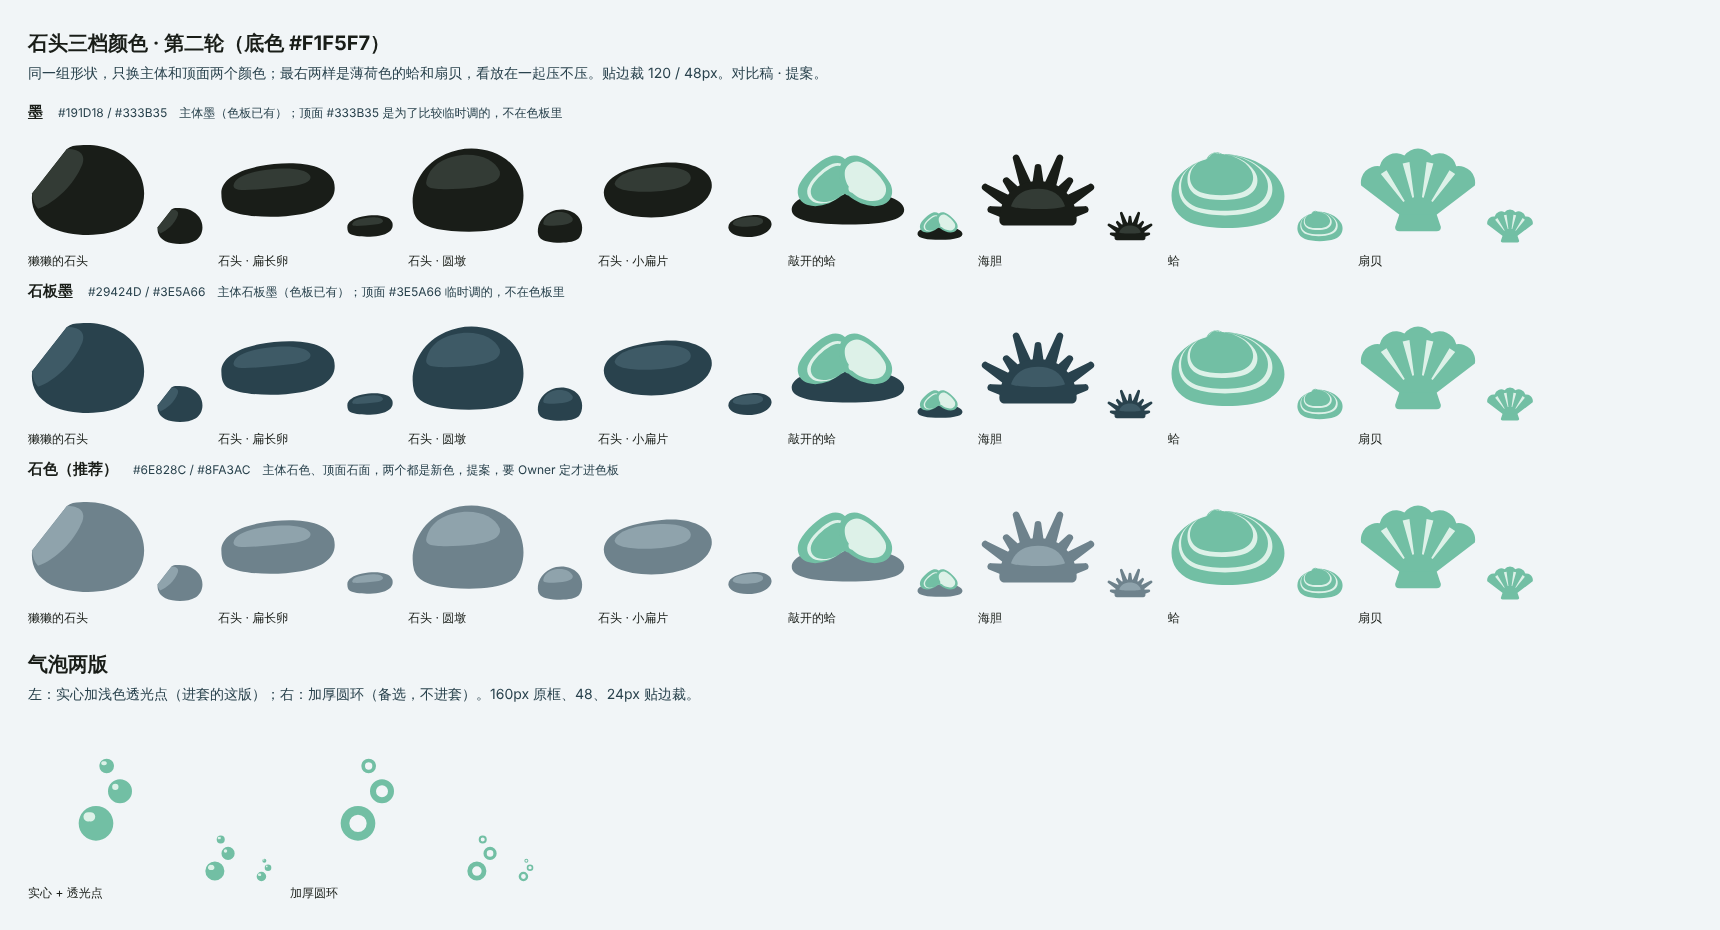 石头三档颜色 · 第二轮（底色 #F1F5F7）
同一组形状，只换主体和顶面两个颜色；最右两样是薄荷色的蛤和扇贝，看放在一起压不压。贴边裁 120 / 48px。对比稿 · 提案。
墨 #191D18 / #333B35 主体墨（色板已有）；顶面 #333B35 是为了比较临时调的，不在色板里
獭獭的石头 石头 · 扁长卵 石头 · 圆墩 石头 · 小扁片 敲开的蛤 海胆 蛤 扇贝
石板墨 #29424D / #3E5A66 主体石板墨（色板已有）；顶面 #3E5A66 临时调的，不在色板里
獭獭的石头 石头 · 扁长卵 石头 · 圆墩 石头 · 小扁片 敲开的蛤 海胆 蛤 扇贝
石色（推荐） #6E828C / #8FA3AC 主体石色、顶面石面，两个都是新色，提案，要 Owner 定才进色板
獭獭的石头 石头 · 扁长卵 石头 · 圆墩 石头 · 小扁片 敲开的蛤 海胆 蛤 扇贝
气泡两版
左：实心加浅色透光点（进套的这版）；右：加厚圆环（备选，不进套）。160px 原框、48、24px 贴边裁。
实心 + 透光点 加厚圆环